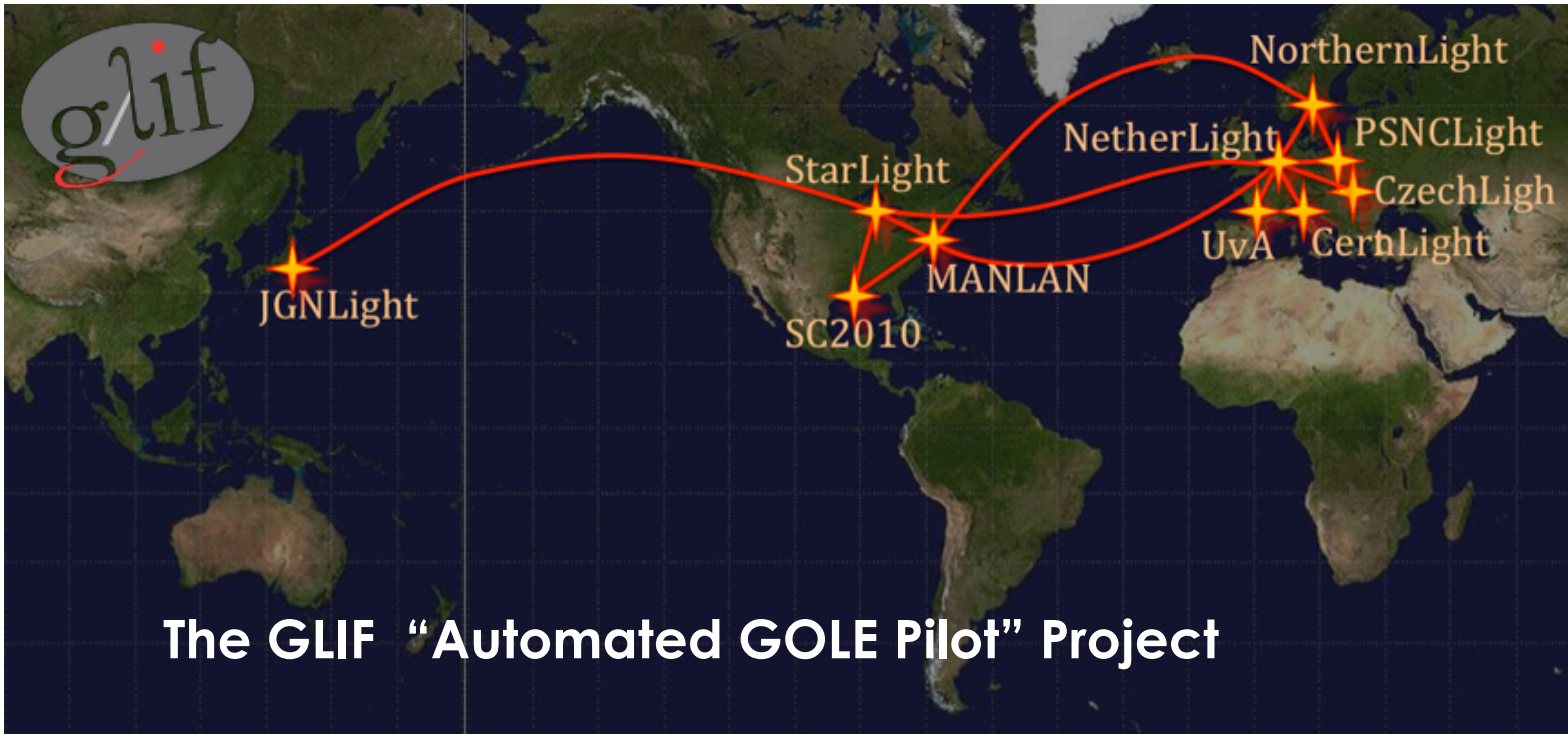 glif
NorthernLight
NetherLight
PSNCLight
StarLight
CzechLigh
UvA
CernLight
MANLAN
JGNLight
SC2010
The GLIF “Automated GOLE Pilot” Project